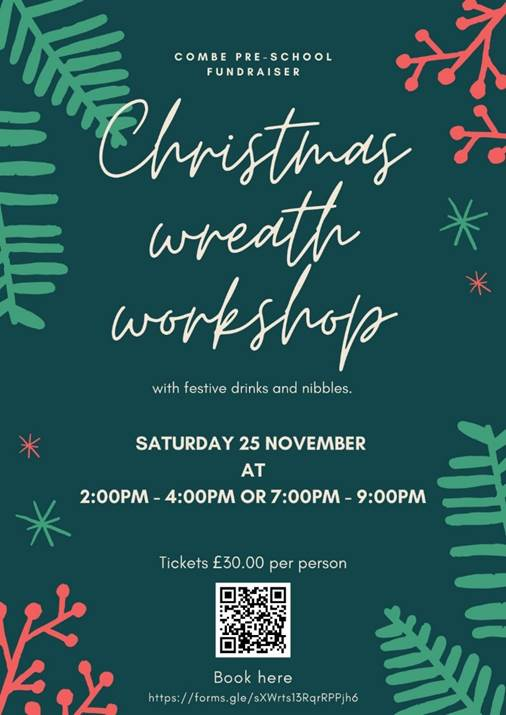 COMBE PRE-SCHOOL
FUNDRAISER
Christmas
wreath
workshop
with festive drinks and nibbles.
SATURDAY 25 NOVEMBER
AT
2:00PM - 4:00PM OR 7:00PM - 9:00PM
Tickets £30.00 per person
Book here
https://forms.gle/sXWrts13RqrRPPjh6